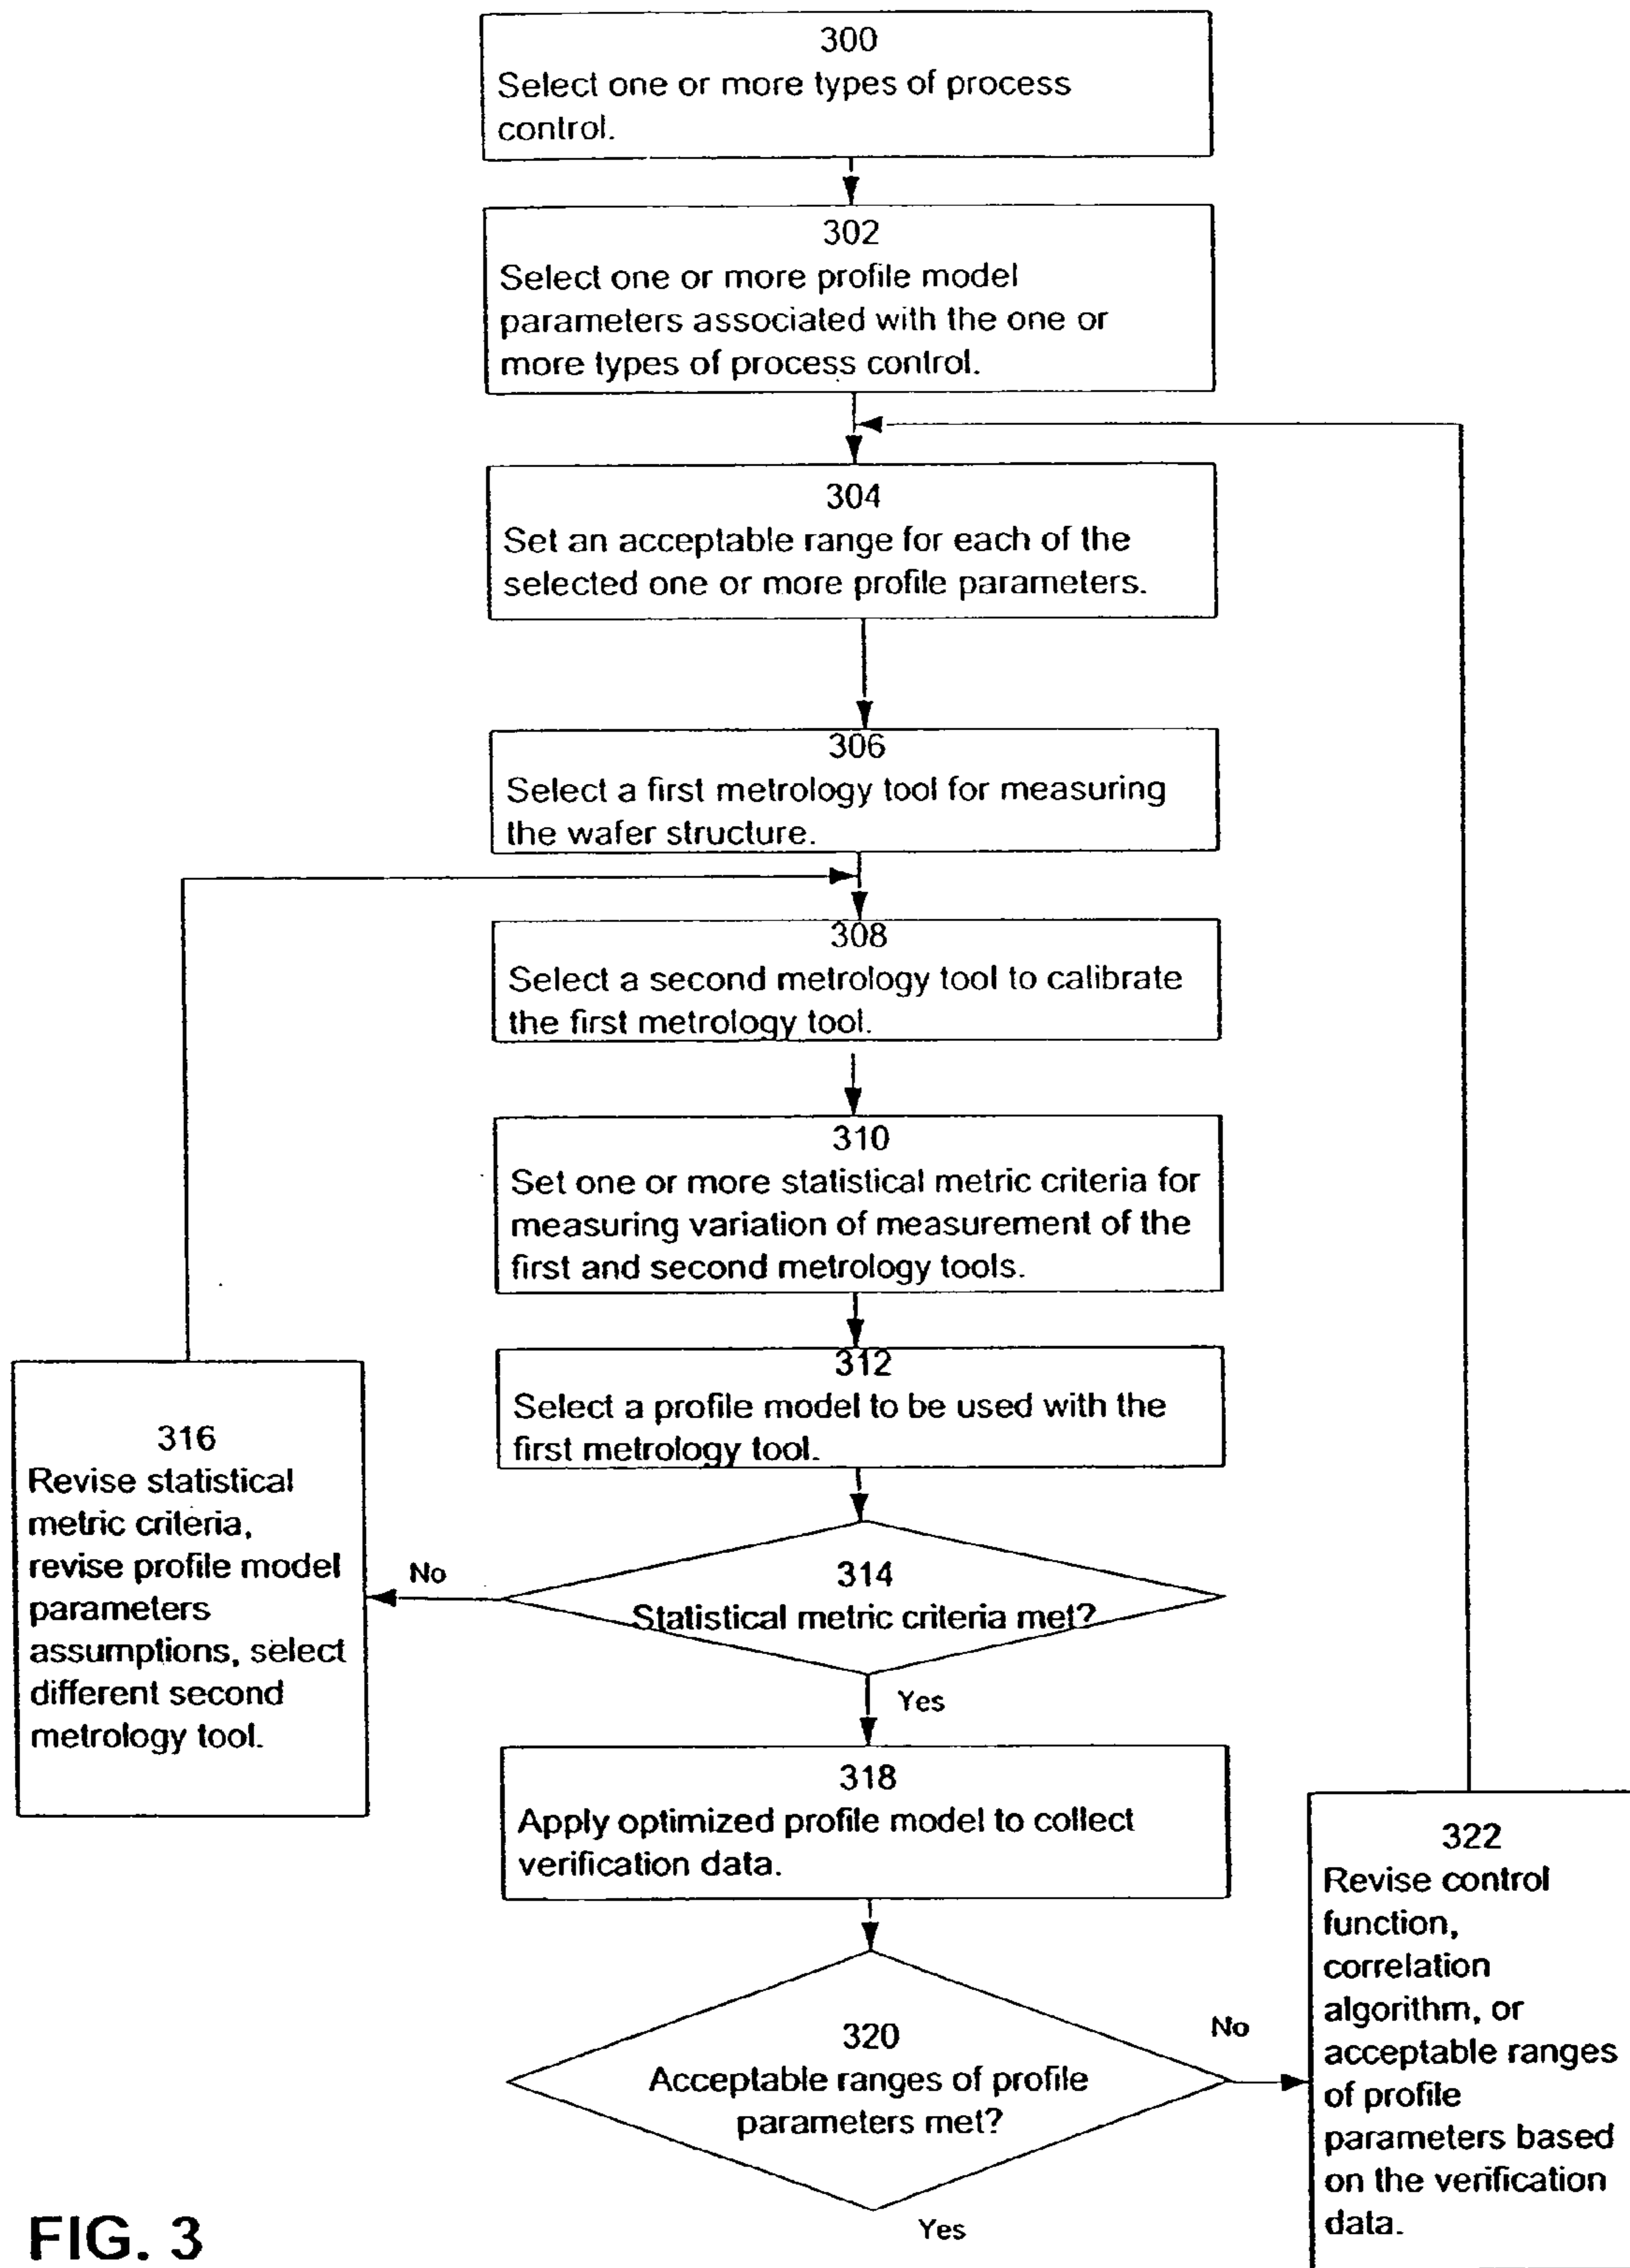 300
Select one or more types of process
control.
302
Select one or more profile model
parameters associated with the one or
more types of process control.
304
Set an acceptable range for each of the
selected one or more profile parameters.
306
Select a first metrology tool for measuring
the wafer structure.
308
Select a second metrology tool to calibrate
the first metrology tool.
310
Set one or more statistical metric criteria for
measuring variation of measurement of the
first and second metrology tools.
312
Select a profile model to be used with the
first metrology tool.
314
Statistical metric criteria met?
No
316
Revise statistical
metric criteria,
revise profile model
parameters
assumptions, select
different second
metrology tool.
Yes
318
Apply optimized profile model to collect
verification data.
320
Acceptable ranges of profile
parameters met?
No
322
Revise control
function,
correlation
algorithm, or
acceptable ranges
of profile
parameters based
on the verification
data.
Yes
FIG. 3